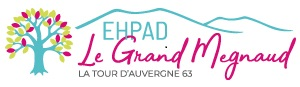 EHPAD
Le Grand Megnaud
LA TOUR D'AUVERGNE 63